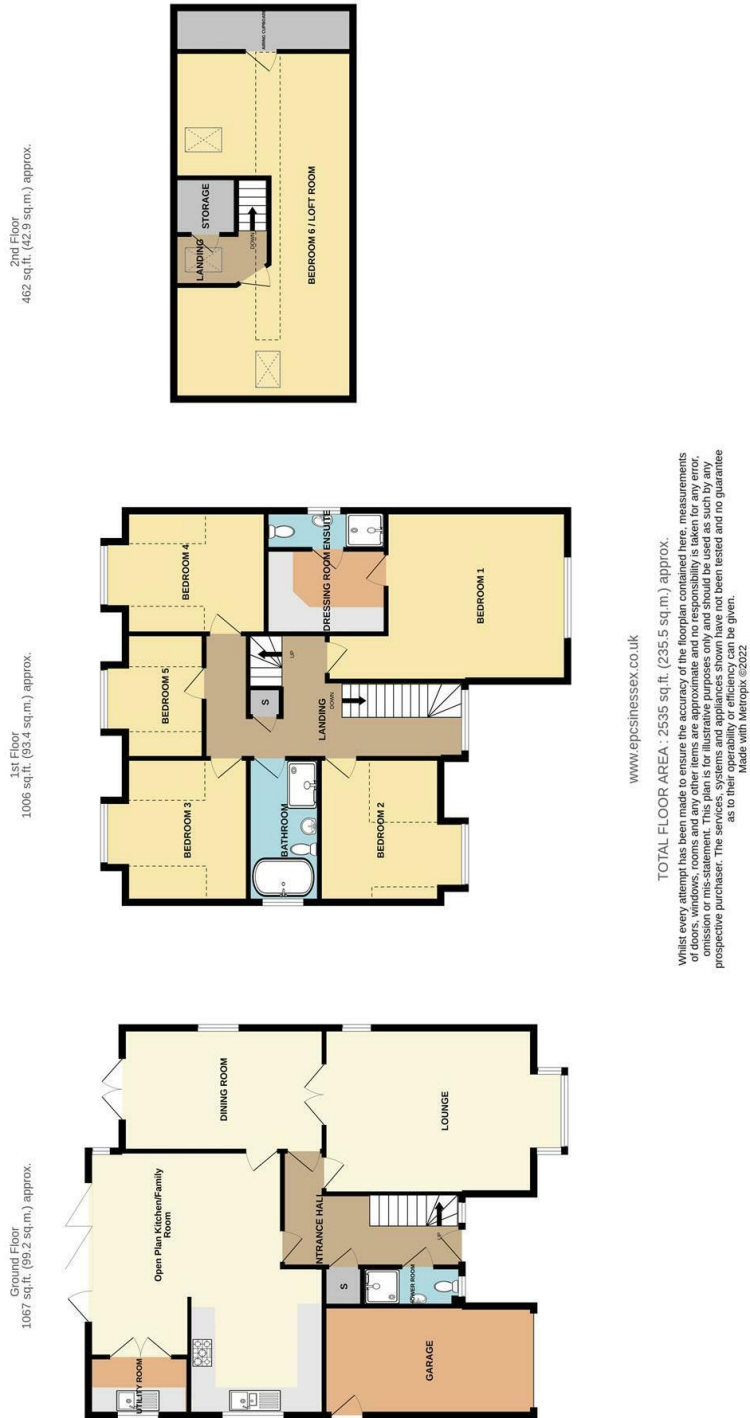 Ground Floor
1067 sq.ft. (99.2 sq.m.) approx.
DINING ROOM
LOUNGE
Open Plan Kitchen/Family
Room
ENTRANCE HALL
UP
S
SHOWER ROOM
UTILITY ROOM
GARAGE
1st Floor
1006 sq.ft. (93.4 sq.m.) approx.
BEDROOM 4
ENSUITE
DRESSING ROOM
BEDROOM 1
BEDROOM 5
UP
S
LANDING
DOWN
BEDROOM 3
BATHROOM
BEDROOM 2
2nd Floor
462 sq.ft. (42.9 sq.m.) approx.
AIRING CUPBOARD
STORAGE
LANDING
DOWN
BEDROOM 6 / LOFT ROOM
www.epcsinessex.co.uk
TOTAL FLOOR AREA : 2535 sq.ft. (235.5 sq.m.) approx.
Whilst every attempt has been made to ensure the accuracy of the floorplan contained here, measurements
of doors, windows, rooms and any other items are approximate and no responsibility is taken for any error,
omission or mis-statement. This plan is for illustrative purposes only and should be used as such by any
prospective purchaser. The services, systems and appliances shown have not been tested and no guarantee
as to their operability or efficiency can be given.
Made with Metropix ©2022